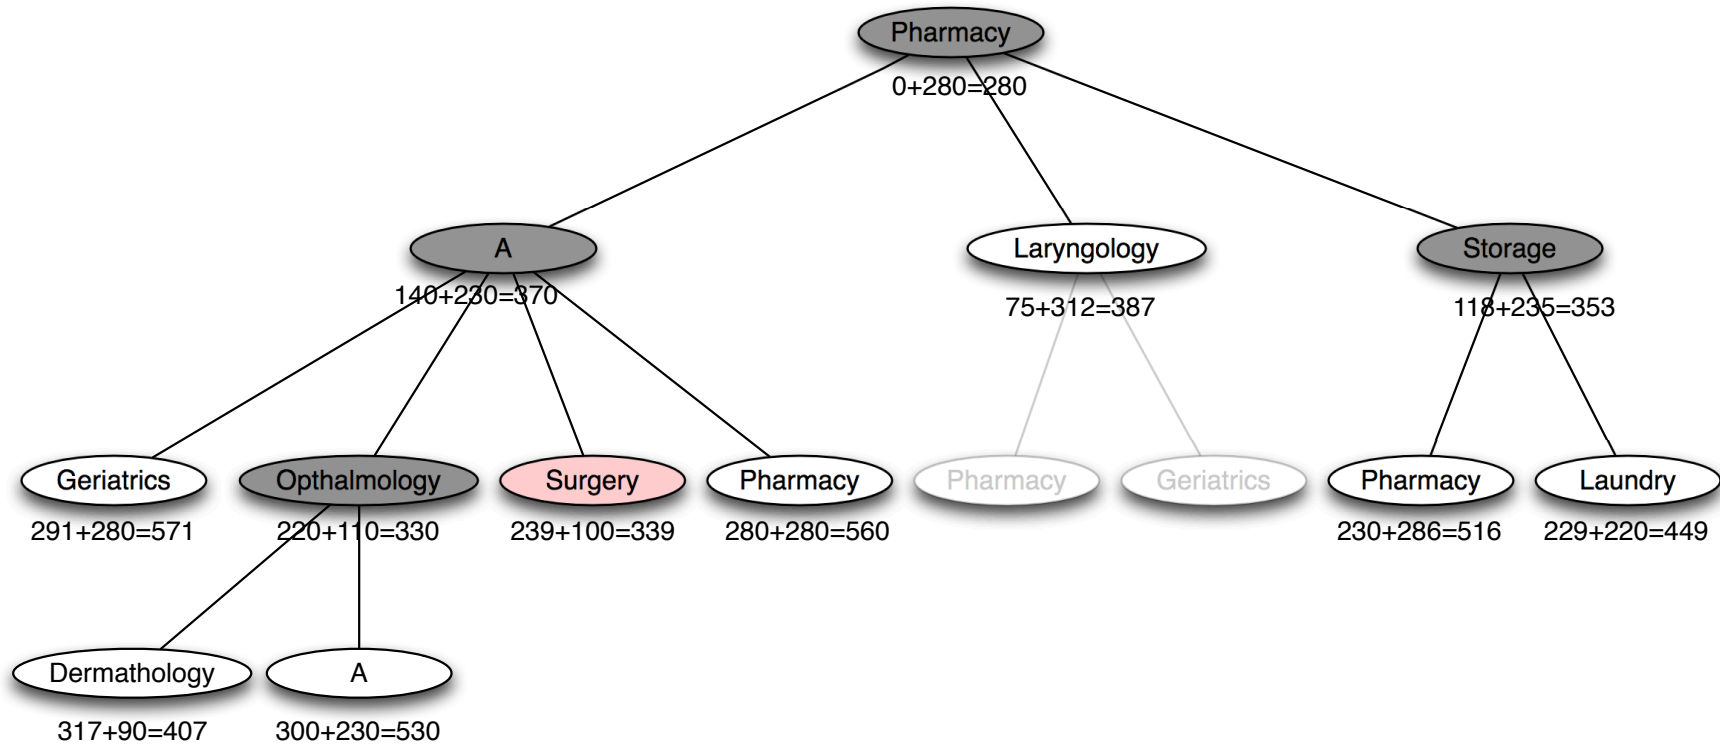 Pharmacy
0+280=280
A
140+230=370
Laryngology
75+312=387
Storage
118+235=353
Geriatrics
291+280=571
Opthalmology
220+110=330
Surgery
239+100=339
Pharmacy
280+280=560
Pharmacy
Geriatrics
Pharmacy
230+286=516
Laundry
229+220=449
Dermathology
317+90=407
A
300+230=530